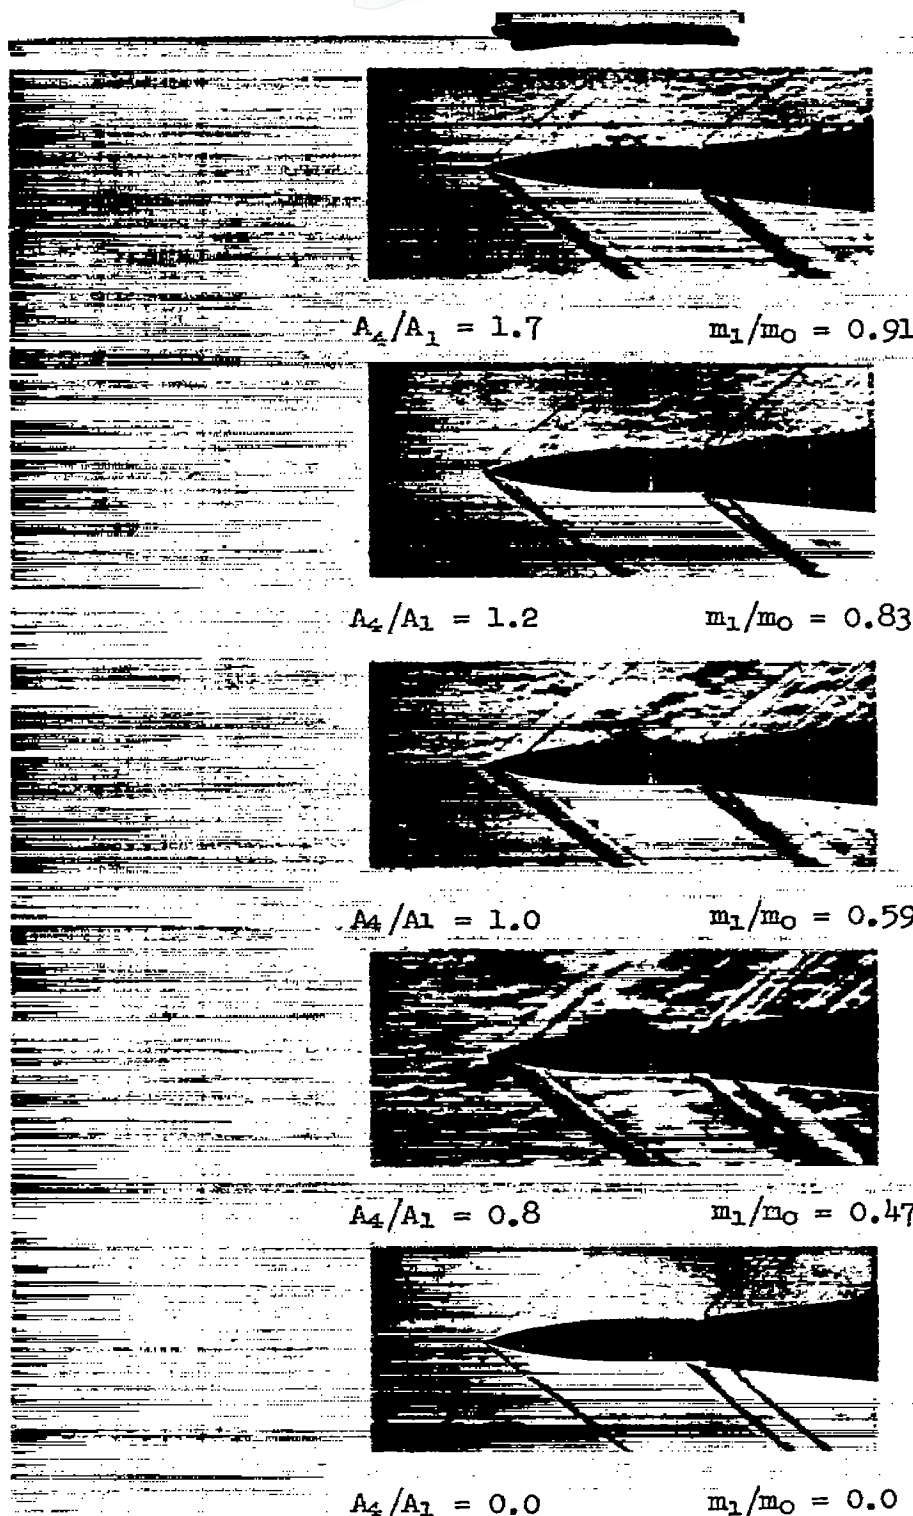 A₄/A₁ = 1.7 m₁/m₀ = 0.91
A₄/A₁ = 1.2 m₁/m₀ = 0.83
A₄/A₁ = 1.0 m₁/m₀ = 0.59
A₄/A₁ = 0.8 m₁/m₀ = 0.47
A₄/A₁ = 0.0 m₁/m₀ = 0.0